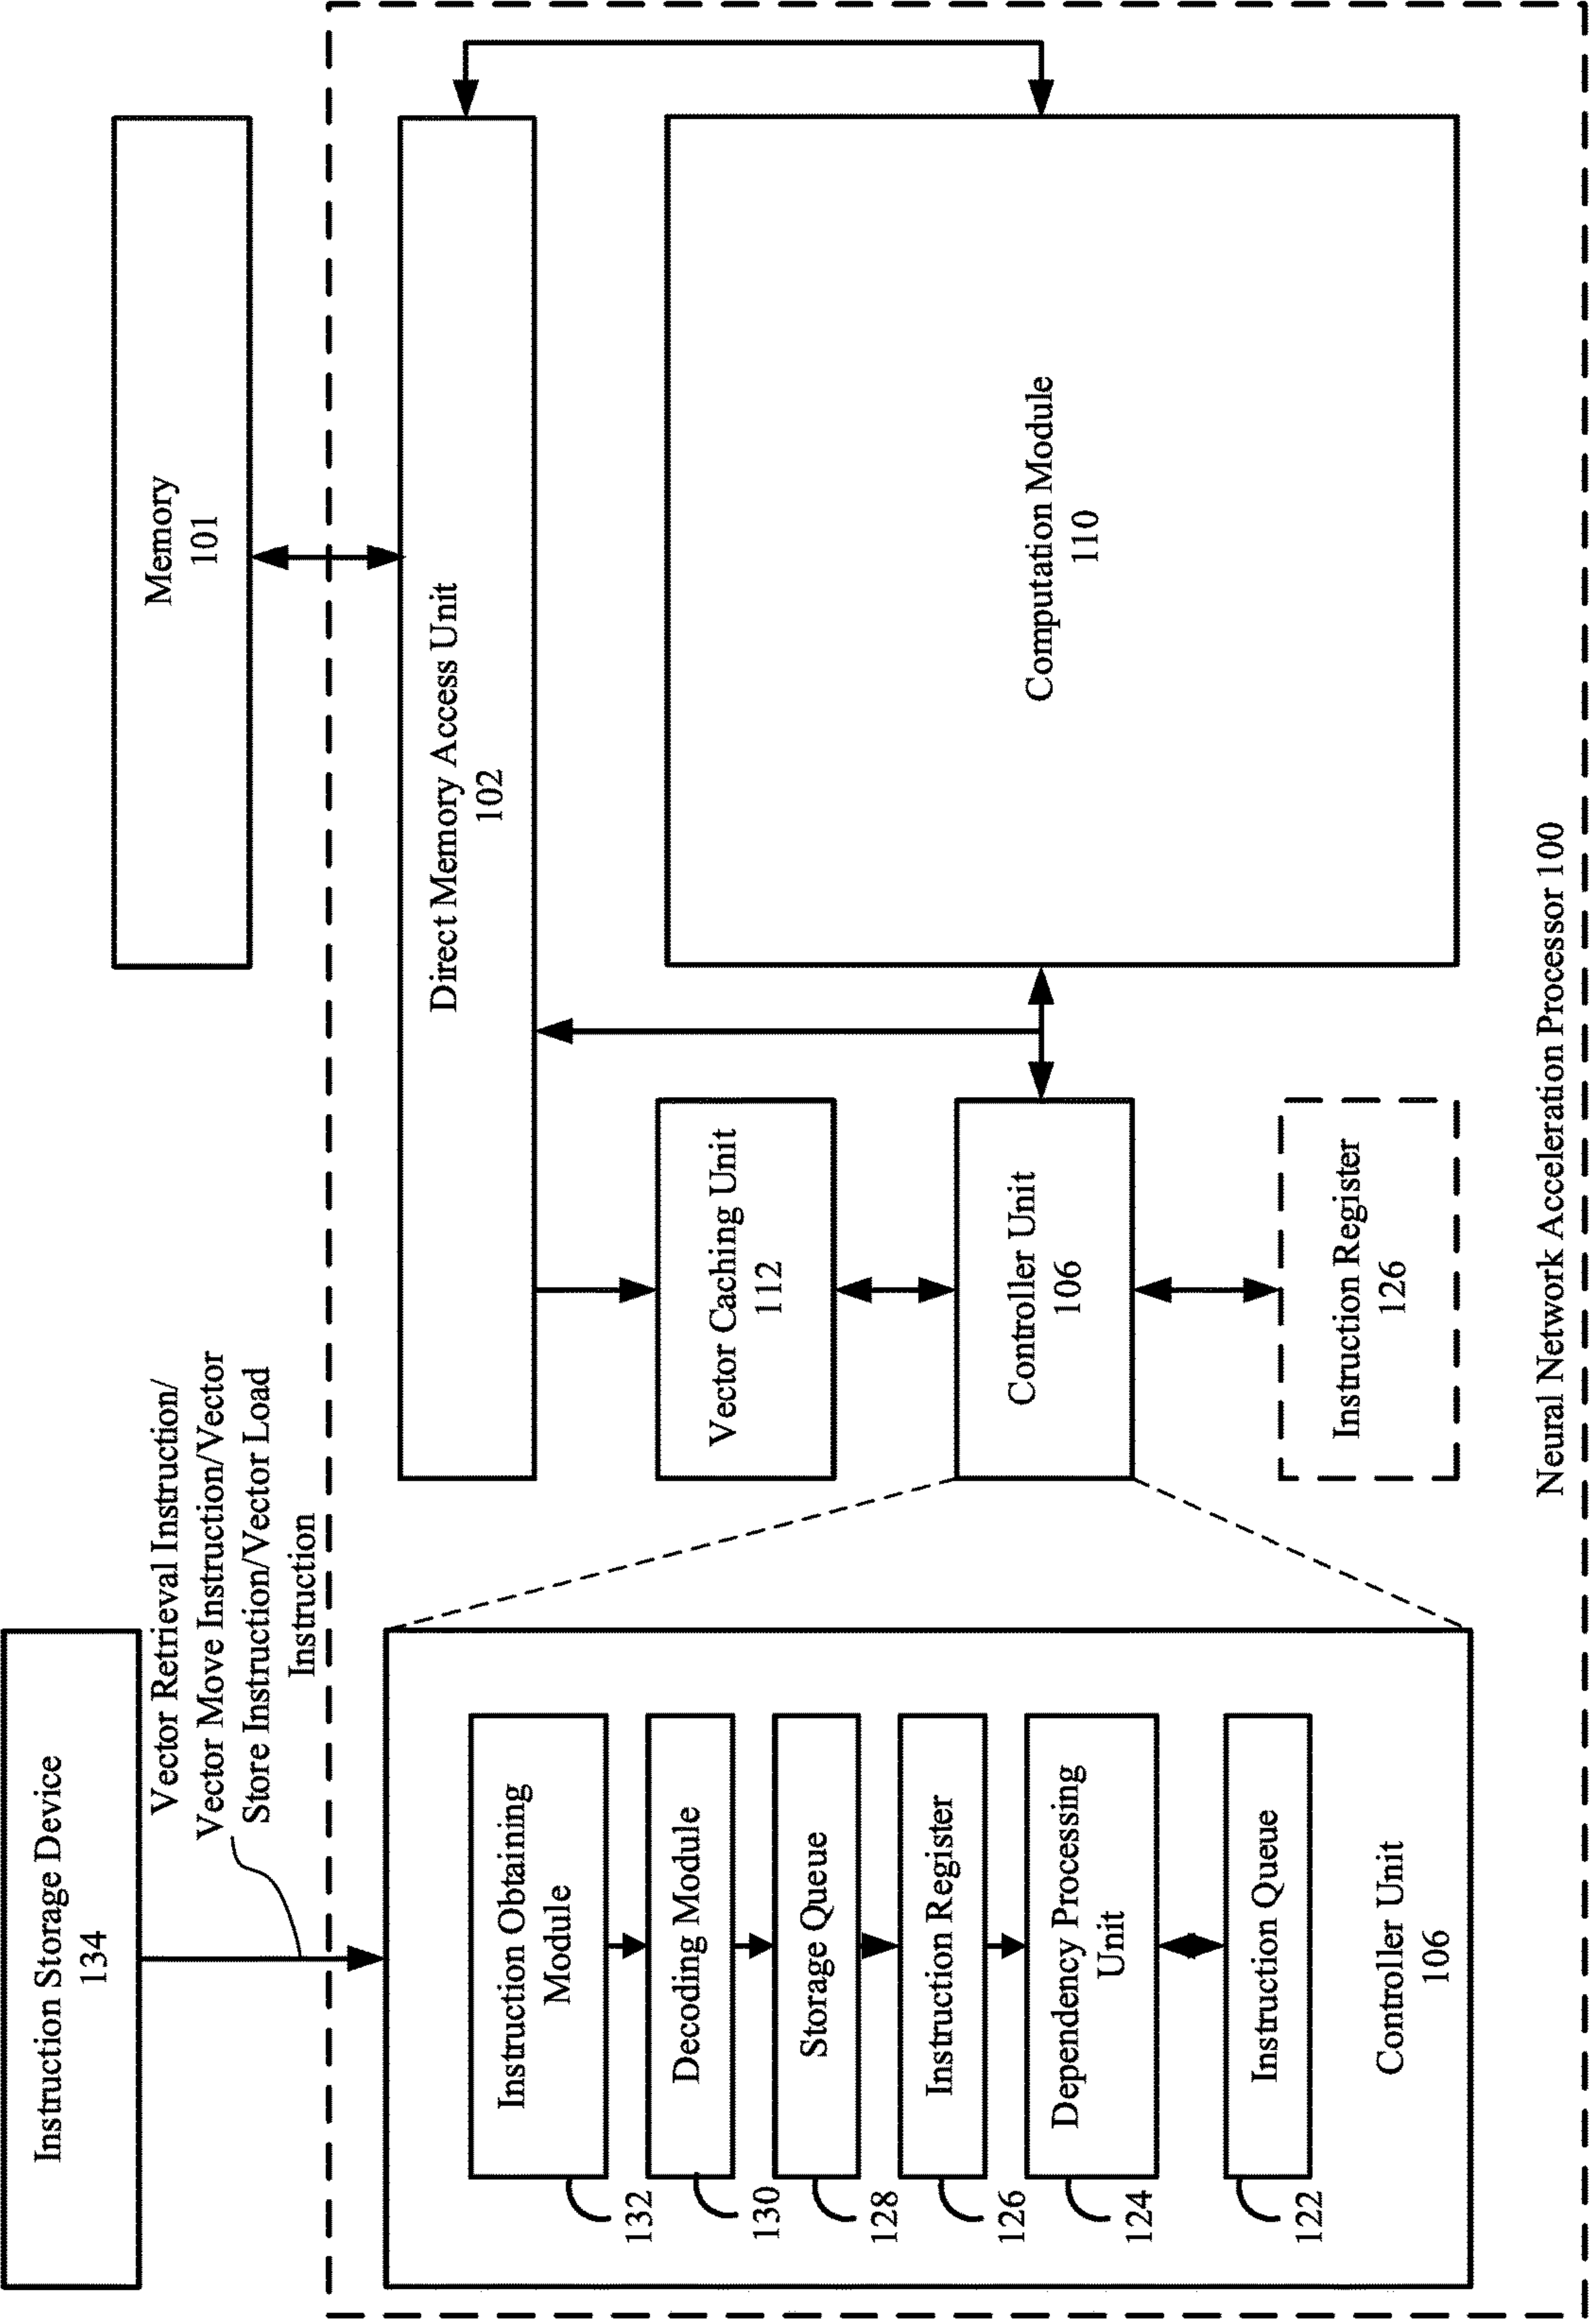 Instruction Storage Device
134
Vector Retrieval Instruction/
Vector Move Instruction/Vector
Store Instruction/Vector Load
Instruction
Memory
101
Direct Memory Access Unit
102
Instruction Obtaining
Module
132
Decoding Module
130
Storage Queue
128
Instruction Register
126
Dependency Processing
Unit
124
Instruction Queue
122
Controller Unit
106
Vector Caching Unit
112
Controller Unit
106
Instruction Register
126
Computation Module
110
Neural Network Acceleration Processor 100